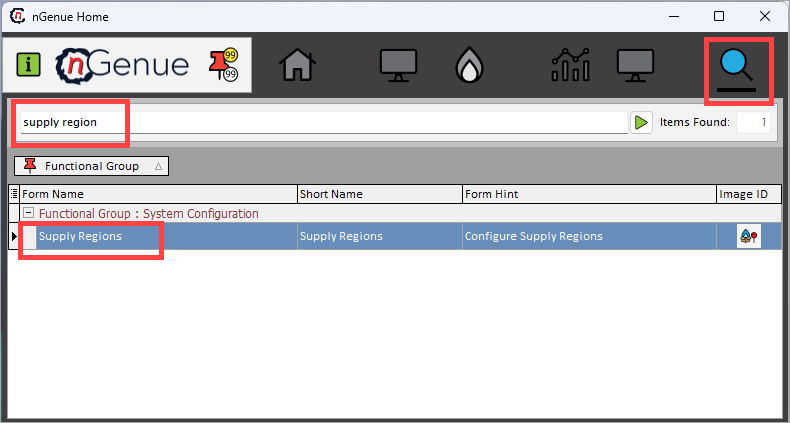 nGenue Home
i nGenue 99 99
supply region Items Found: 1
Functional Group
Form Name Short Name Form Hint Image ID
Functional Group : System Configuration
Supply Regions Supply Regions Configure Supply Regions